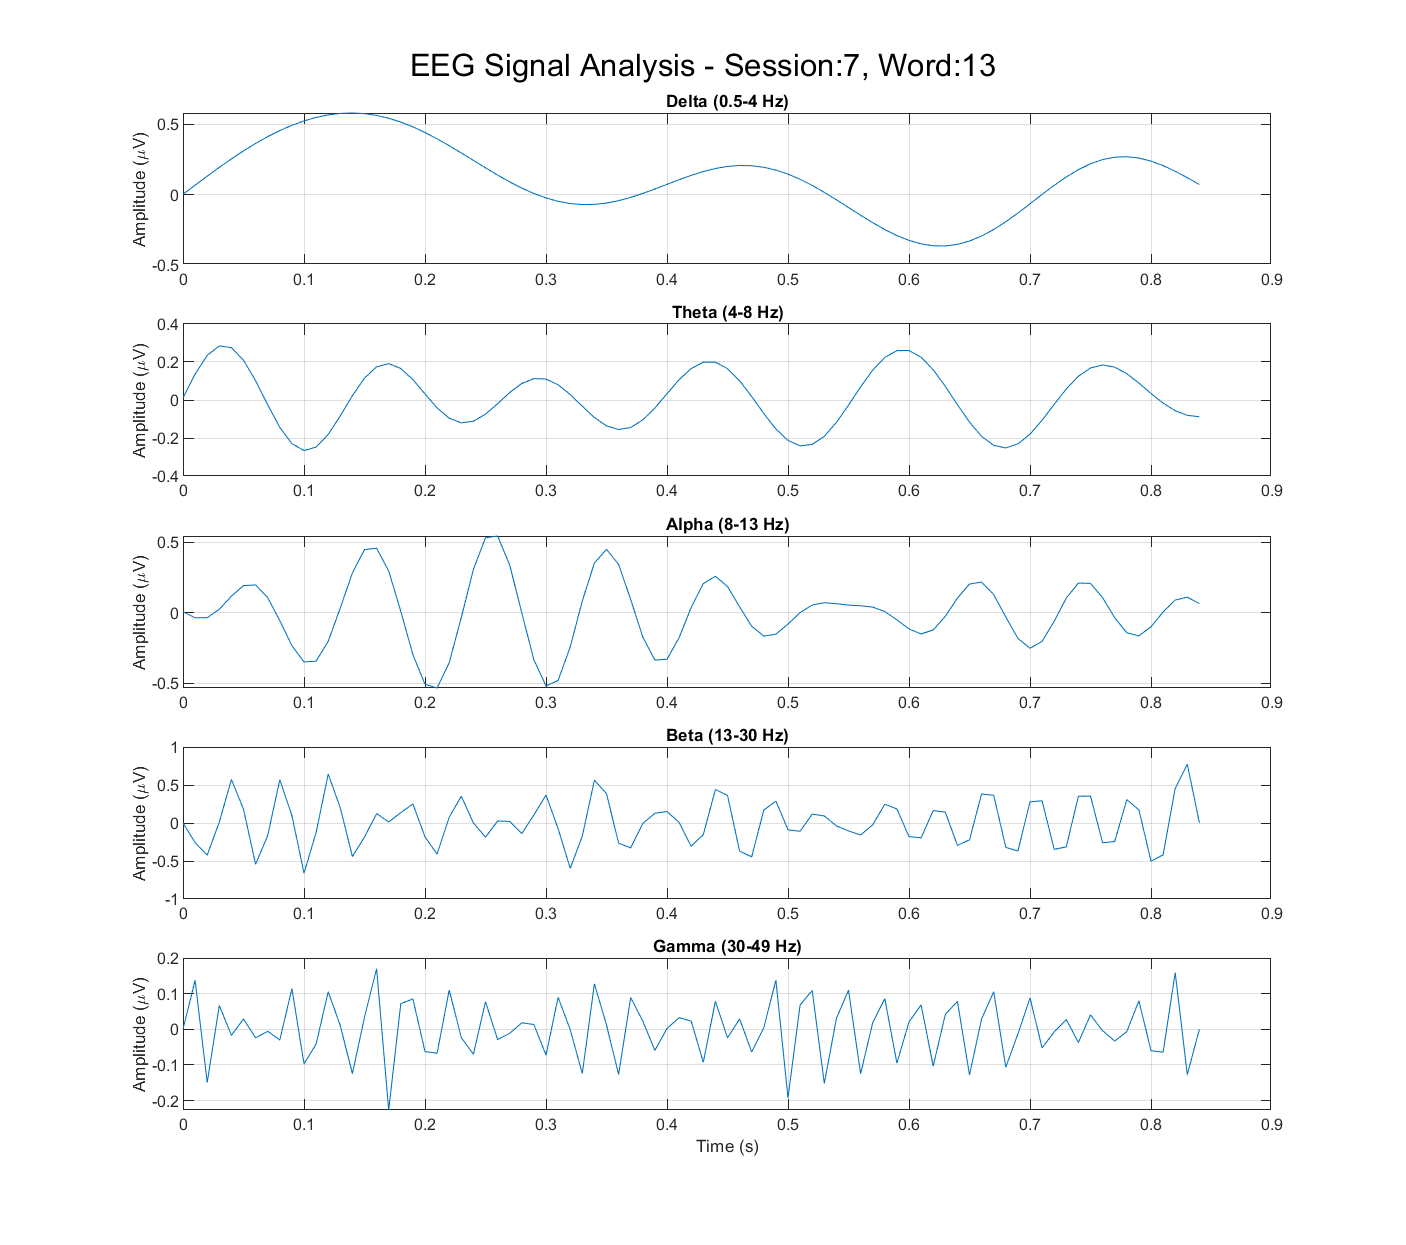 EEG Signal Analysis - Session:7, Word:13
Delta (0.5-4 Hz)
Amplitude (μV)
0.5
0
-0.5
0 0.1 0.2 0.3 0.4 0.5 0.6 0.7 0.8 0.9
Theta (4-8 Hz)
Amplitude (μV)
0.4
0.2
0
-0.2
-0.4
0 0.1 0.2 0.3 0.4 0.5 0.6 0.7 0.8 0.9
Alpha (8-13 Hz)
Amplitude (μV)
0.5
0
-0.5
0 0.1 0.2 0.3 0.4 0.5 0.6 0.7 0.8 0.9
Beta (13-30 Hz)
Amplitude (μV)
1
0.5
0
-0.5
-1
0 0.1 0.2 0.3 0.4 0.5 0.6 0.7 0.8 0.9
Gamma (30-49 Hz)
Amplitude (μV)
0.2
0.1
0
-0.1
-0.2
0 0.1 0.2 0.3 0.4 0.5 0.6 0.7 0.8 0.9
Time (s)